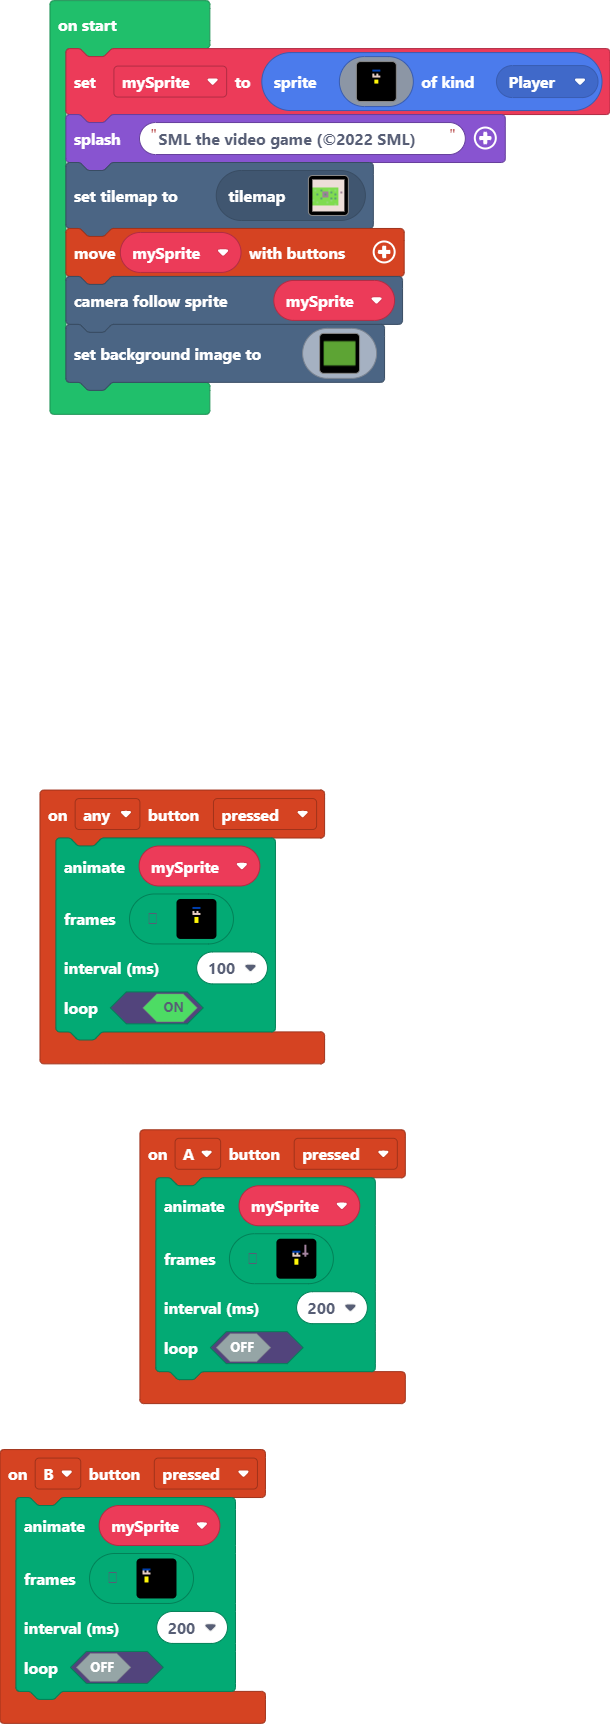 on start
set mySprite to sprite of kind Player
splash "SML the video game (©2022 SML) "
set tilemap to tilemap
move mySprite with buttons
camera follow sprite mySprite
set background image to
on any button pressed
animate mySprite
frames
interval (ms) 100
loop ON
on A button pressed
animate mySprite
frames
interval (ms) 200
loop OFF
on B button pressed
animate mySprite
frames
interval (ms) 200
loop OFF